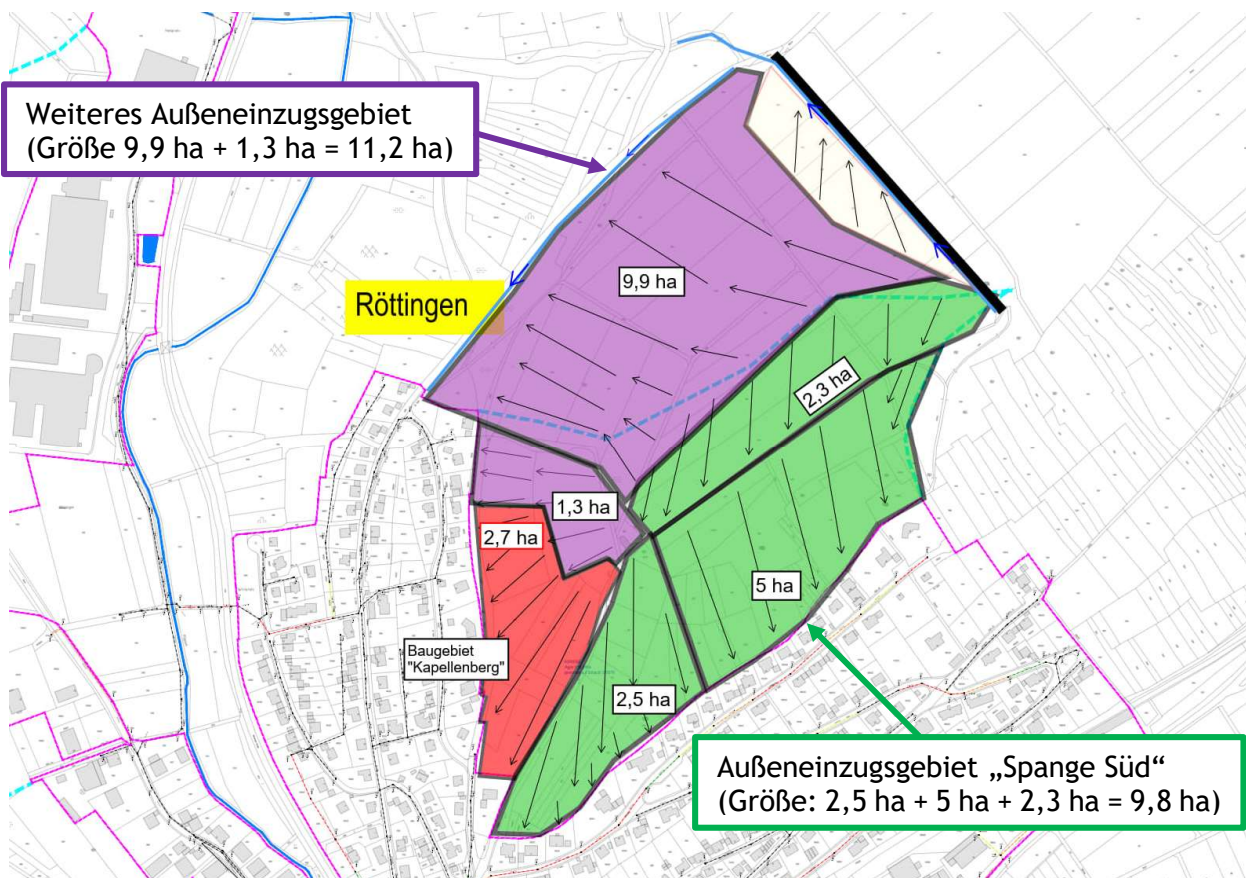 Weiteres Außeneinzugsgebiet
(Größe 9,9 ha + 1,3 ha = 11,2 ha)
Röttingen
9,9 ha
2,3 ha
1,3 ha
2,7 ha
5 ha
Baugebiet
"Kapellenberg"
2,5 ha
Außeneinzugsgebiet „Spange Süd“
(Größe: 2,5 ha + 5 ha + 2,3 ha = 9,8 ha)